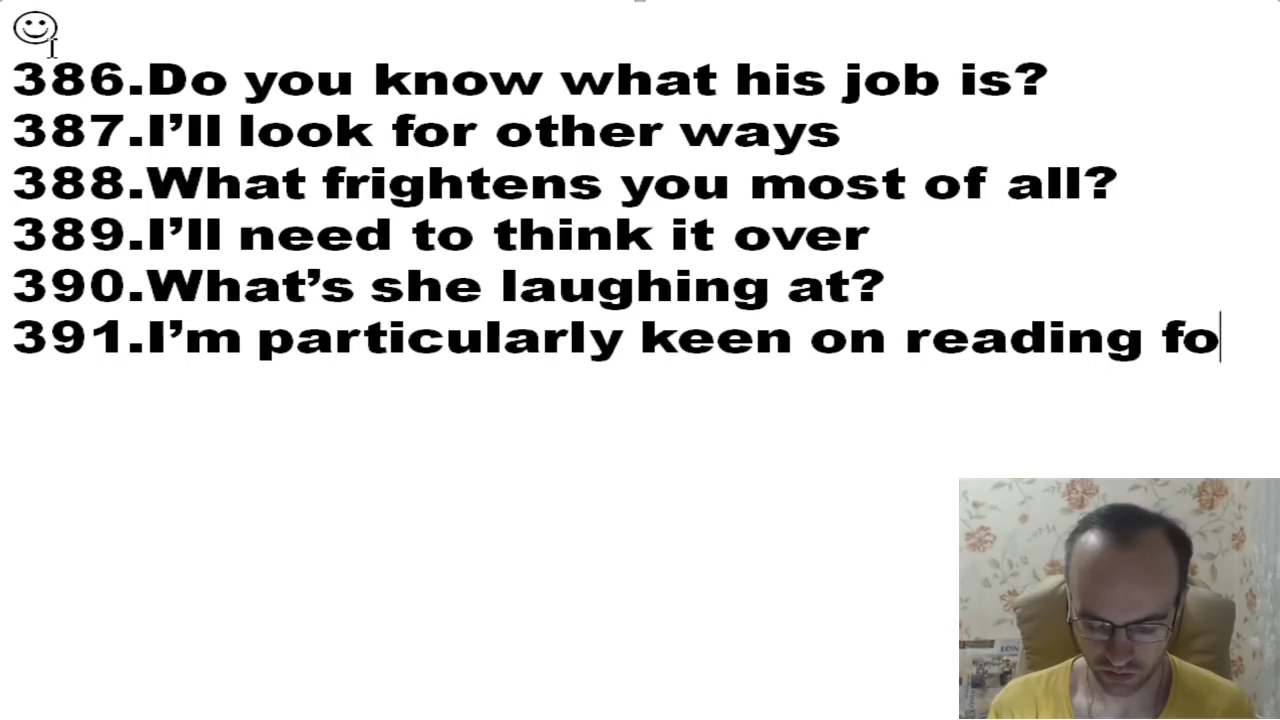 386.Do you know what his job is?
387.I’ll look for other ways
388.What frightens you most of all?
389.I’ll need to think it over
390.What’s she laughing at?
391.I’m particularly keen on reading fo